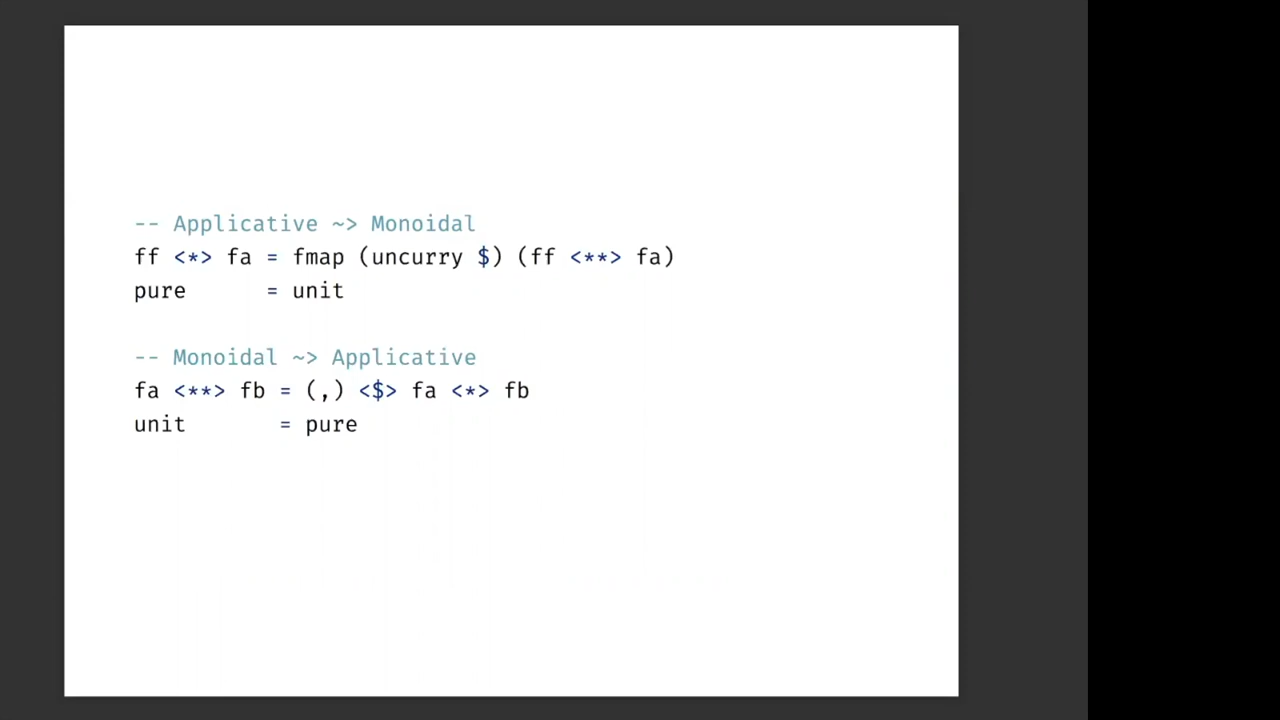 -- Applicative ~> Monoidal
ff <*> fa = fmap (uncurry $) (ff <**> fa)
pure      = unit
-- Monoidal ~> Applicative
fa <**> fb = (,) <$> fa <*> fb
unit       = pure